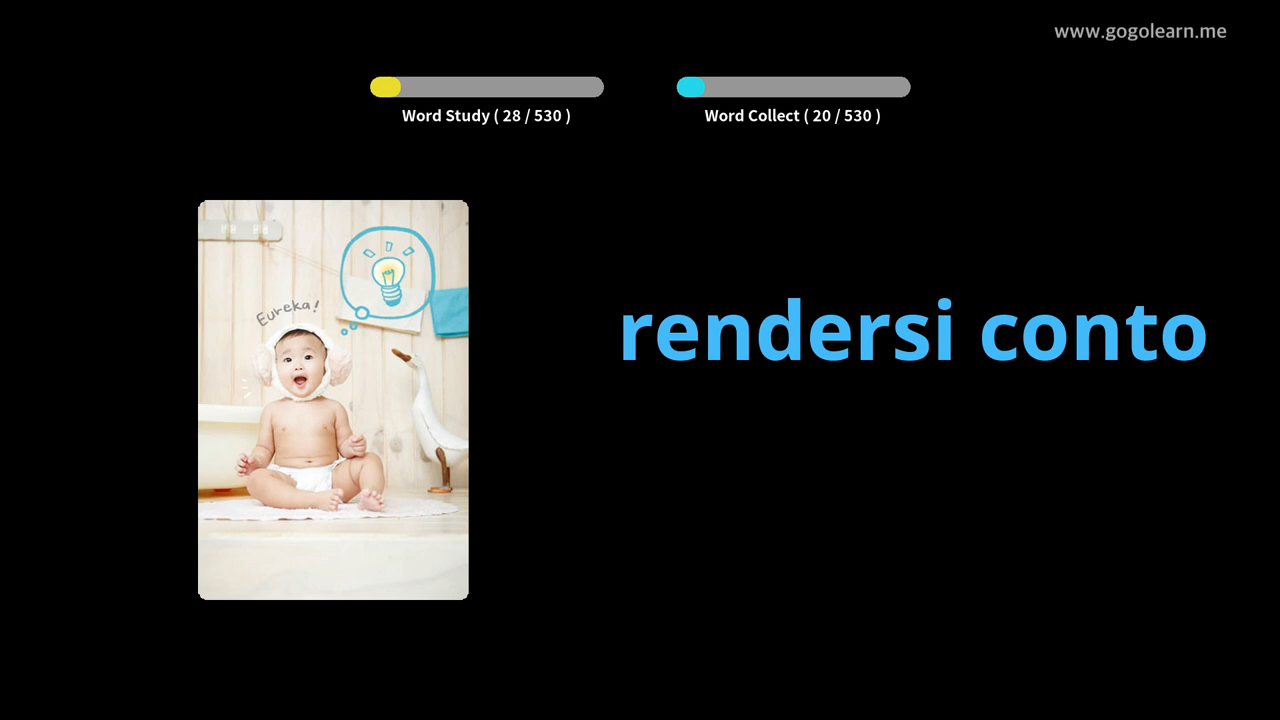 www.gogolearn.me
Word Study ( 28 / 530 )
Word Collect ( 20 / 530 )
Eureka!
rendersi conto